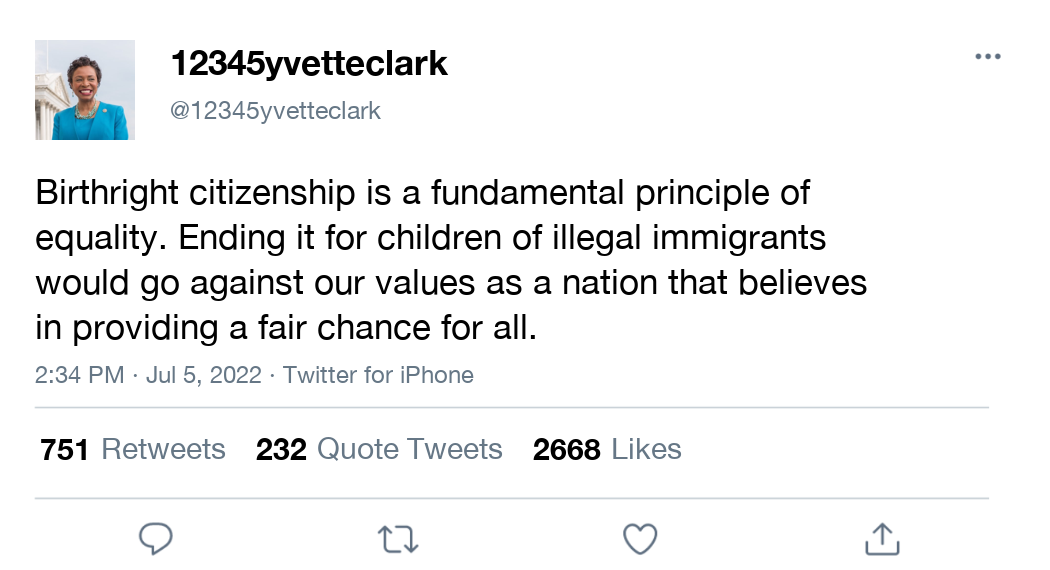 12345yvetteclark
@12345yvetteclark
Birthright citizenship is a fundamental principle of
equality. Ending it for children of illegal immigrants
would go against our values as a nation that believes
in providing a fair chance for all.
2:34 PM · Jul 5, 2022 · Twitter for iPhone
751 Retweets 232 Quote Tweets 2668 Likes